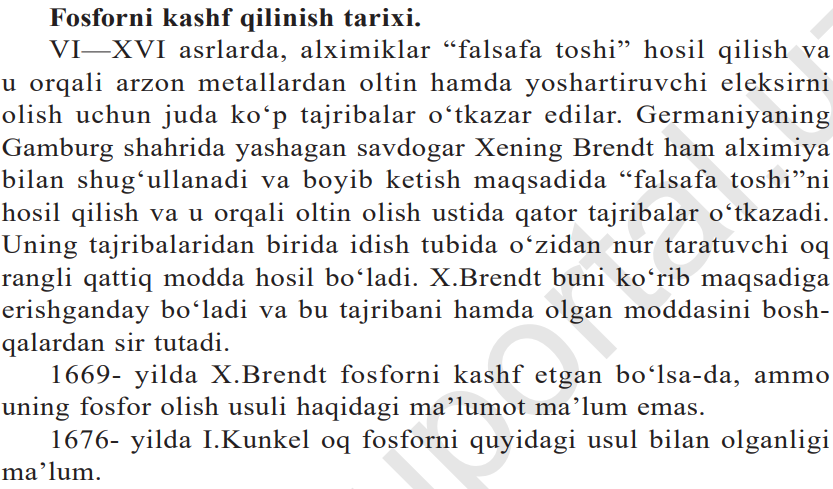 Fosforni kashf qilinish tarixi.
VI—XVI asrlarda, alximiklar “falsafa toshi” hosil qilish va
u orqali arzon metallardan oltin hamda yoshartiruvchi eleksirni
olish uchun juda ko‘p tajribalar o‘tkazar edilar. Germaniyaning
Gamburg shahrida yashagan savdogar Xening Brendt ham alximiya
bilan shug‘ullanadi va boyib ketish maqsadida “falsafa toshi”ni
hosil qilish va u orqali oltin olish ustida qator tajribalar o‘tkazadi.
Uning tajribalaridan birida idish tubida o‘zidan nur taratuvchi oq
rangli qattiq modda hosil bo‘ladi. X.Brendt buni ko‘rib maqsadiga
erishganday bo‘ladi va bu tajribani hamda olgan moddasini bosh-
qalardan sir tutadi.
1669- yilda X.Brendt fosforni kashf etgan bo‘lsa-da, ammo
uning fosfor olish usuli haqidagi ma’lumot ma’lum emas.
1676- yilda I.Kunkel oq fosforni quyidagi usul bilan olganligi
ma’lum.